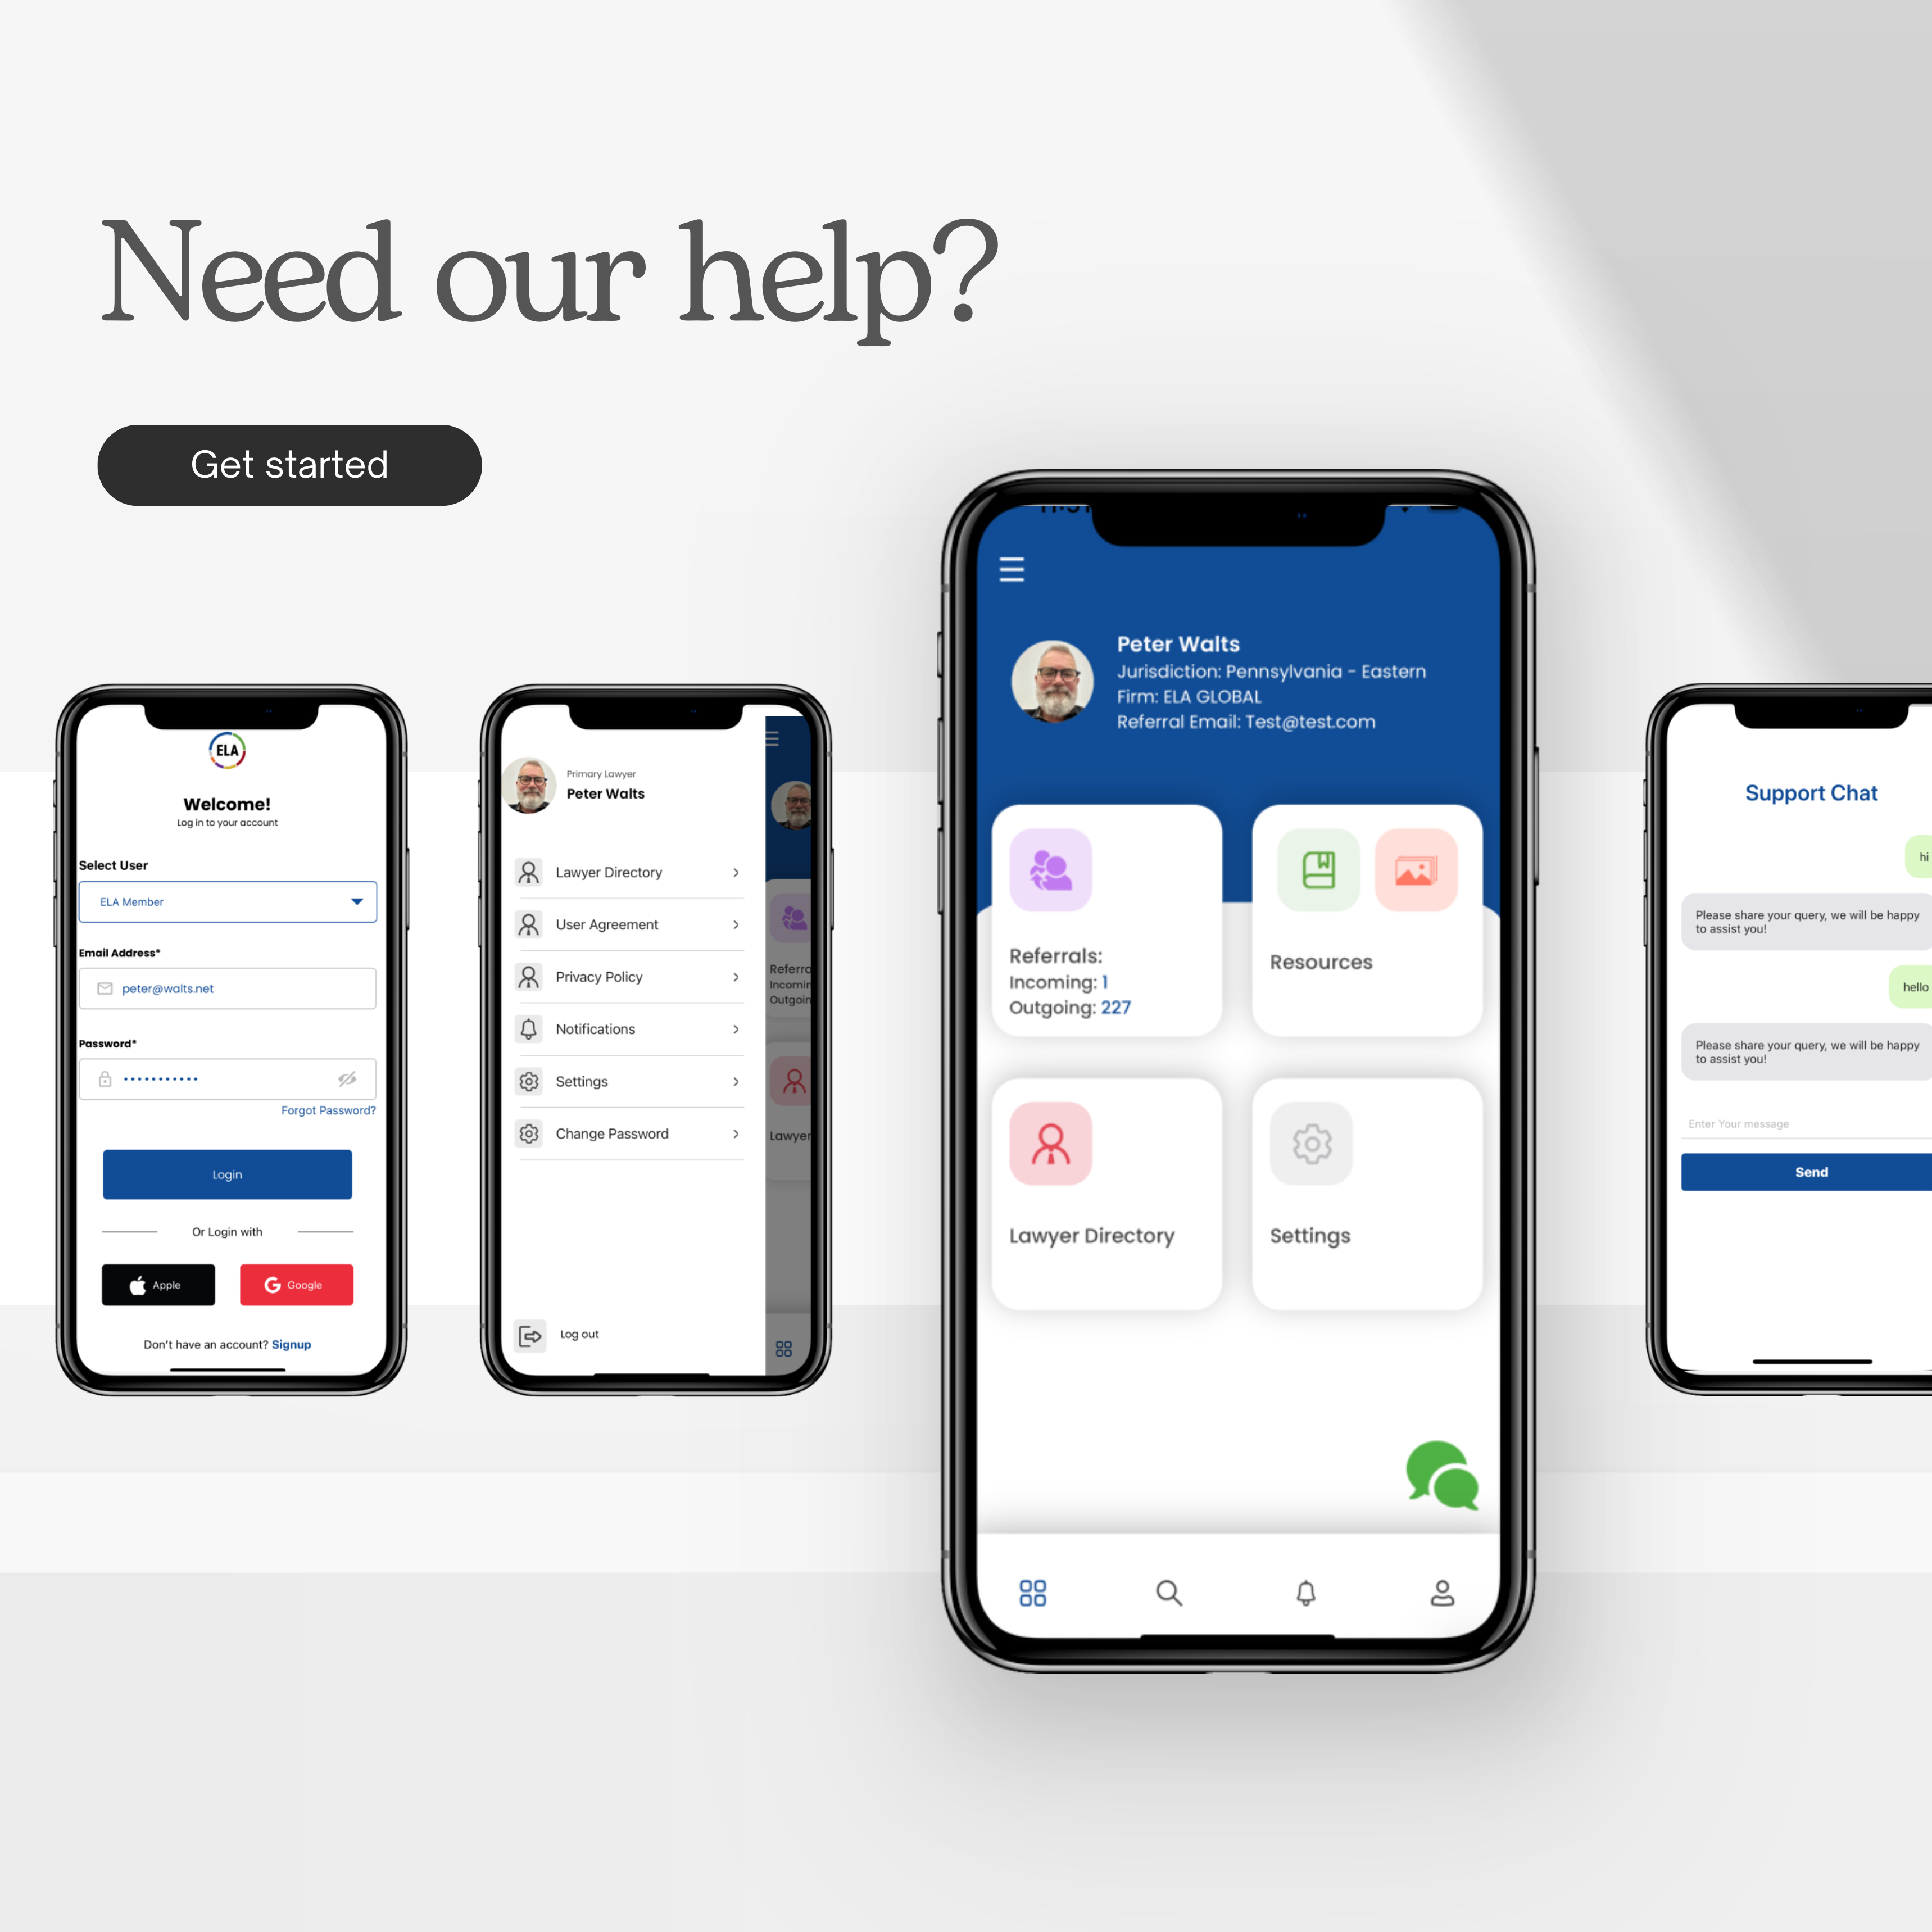 Need our help?
Get started
ELA
Welcome!
Log in to your account
Select User
ELA Member
Email Address*
peter@walts.net
Password*
Forgot Password?
Login
Or Login with
Apple
Google
Don't have an account? Signup
Primary Lawyer
Peter Walts
Lawyer Directory
User Agreement
Privacy Policy
Notifications
Settings
Change Password
Log out
Lawyer
Peter Walts
Jurisdiction: Pennsylvania - Eastern
Firm: ELA GLOBAL
Referral Email: Test@test.com
Referrals:
Incoming: 1
Outgoing: 227
Resources
Lawyer Directory
Settings
Support Chat
hi
Please share your query, we will be happy
to assist you!
hello
Please share your query, we will be happy
to assist you!
Enter Your message
Send